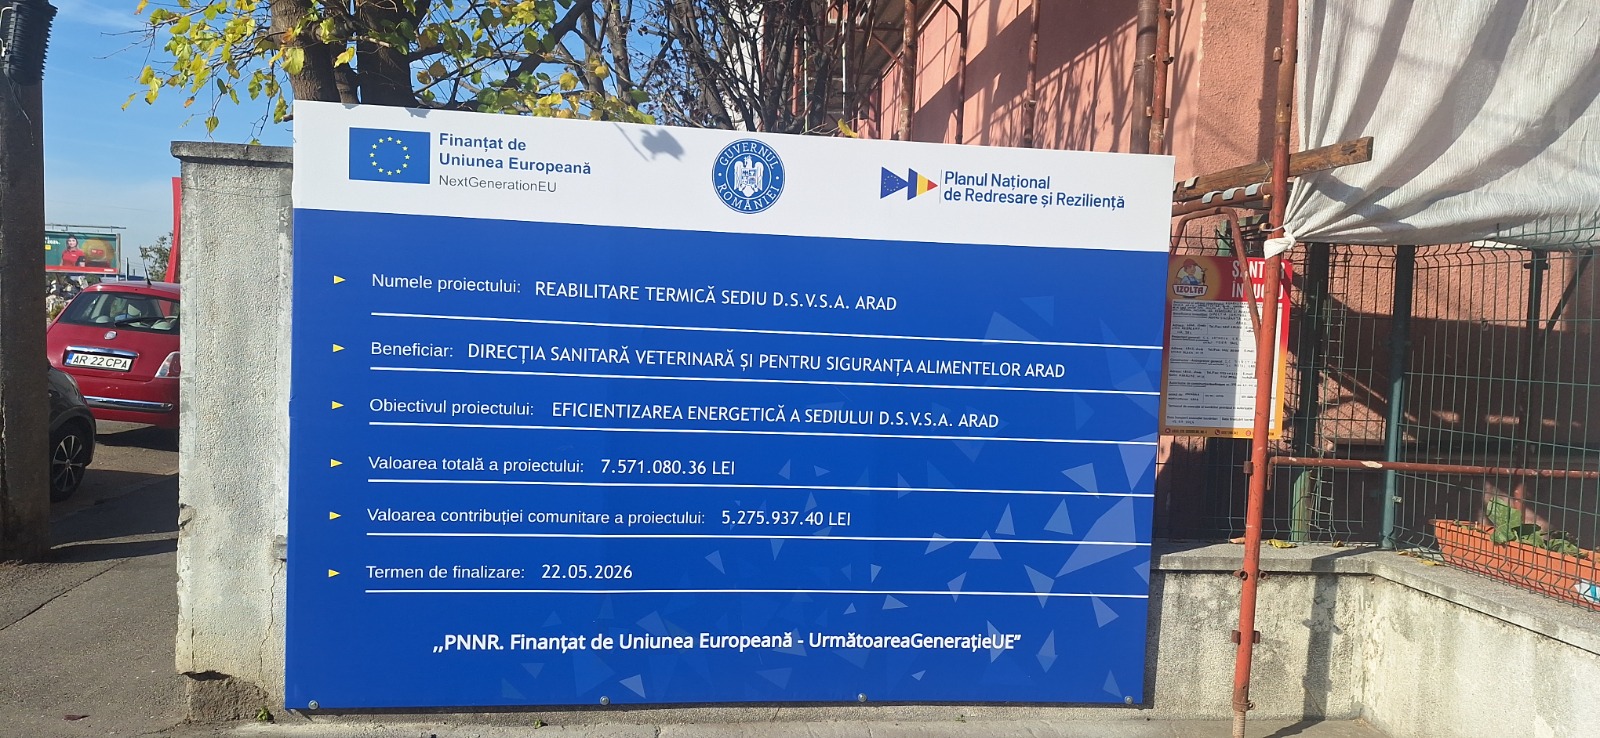 Finanțat de
Uniunea Europeană
NextGenerationEU
GUVERNUL ROMÂNIEI
Planul Național
de Redresare și Reziliență
Numele proiectului: REABILITARE TERMICĂ SEDIU D.S.V.S.A. ARAD
Beneficiar: DIRECȚIA SANITARĂ VETERINARĂ ȘI PENTRU SIGURANȚA ALIMENTELOR ARAD
Obiectivul proiectului: EFICIENTIZAREA ENERGETICĂ A SEDIULUI D.S.V.S.A. ARAD
Valoarea totală a proiectului: 7.571.080.36 LEI
Valoarea contribuției comunitare a proiectului: 5.275.937.40 LEI
Termen de finalizare: 22.05.2026
,,PNNR. Finanțat de Uniunea Europeană - UrmătoareaGenerațieUE"
AR 22 CPA
IZOLTA